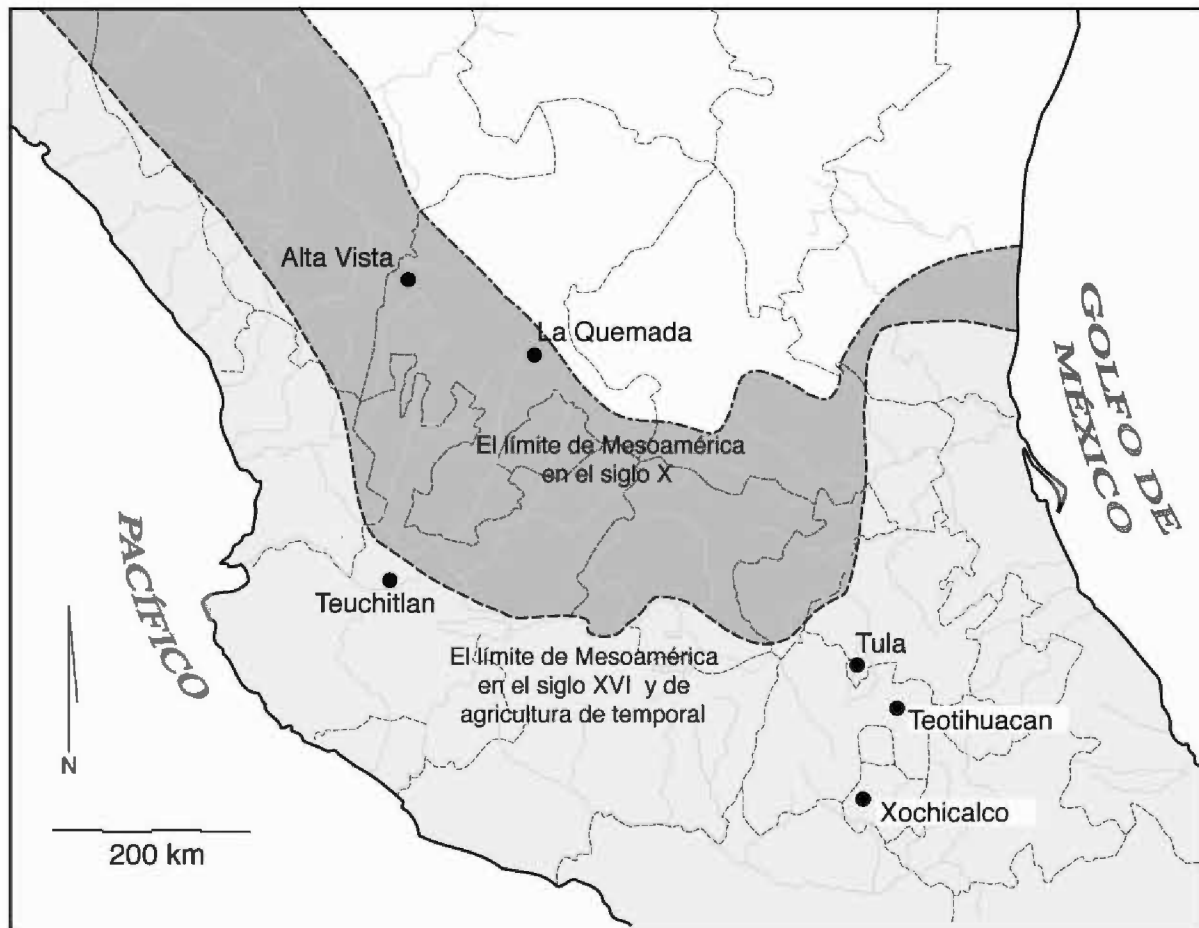 Alta Vista
La Quemada
GOLFO DE
MÉXICO
El límite de Mesoamérica
en el siglo X
PACÍFICO
Teuchitlan
El límite de Mesoamérica
en el siglo XVI y de
agricultura de temporal
Tula
Teotihuacan
Xochicalco
N
200 km